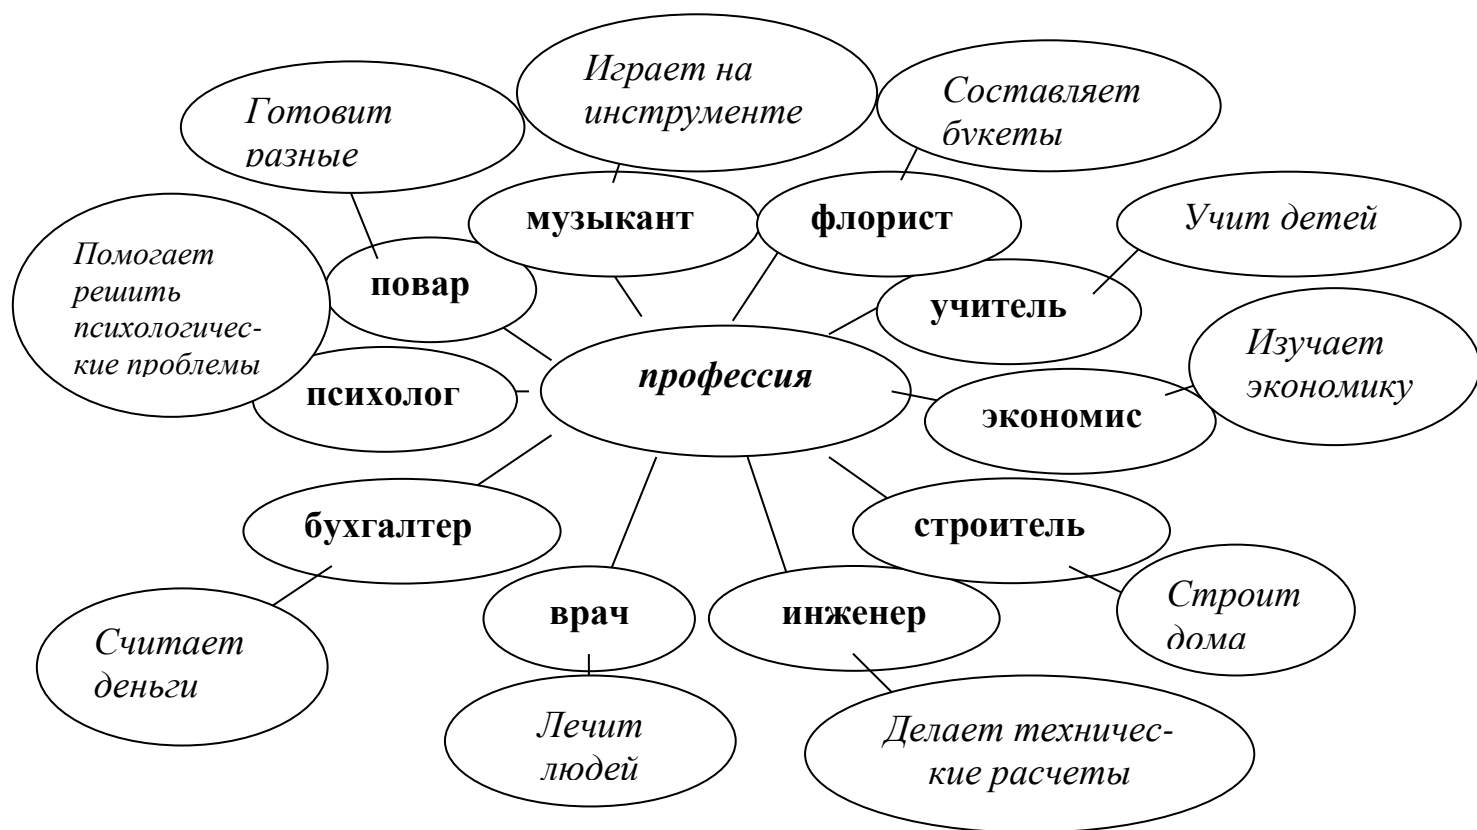 Играет на
инструменте
Составляет
букеты
Готовит
разные
музыкант
флорист
Учит детей
Помогает
решить
психологичес-
кие проблемы
повар
учитель
Изучает
экономику
профессия
психолог
экономис
бухгалтер
строитель
врач
инженер
Строит
дома
Считает
деньги
Лечит
людей
Делает техничес-
кие расчеты